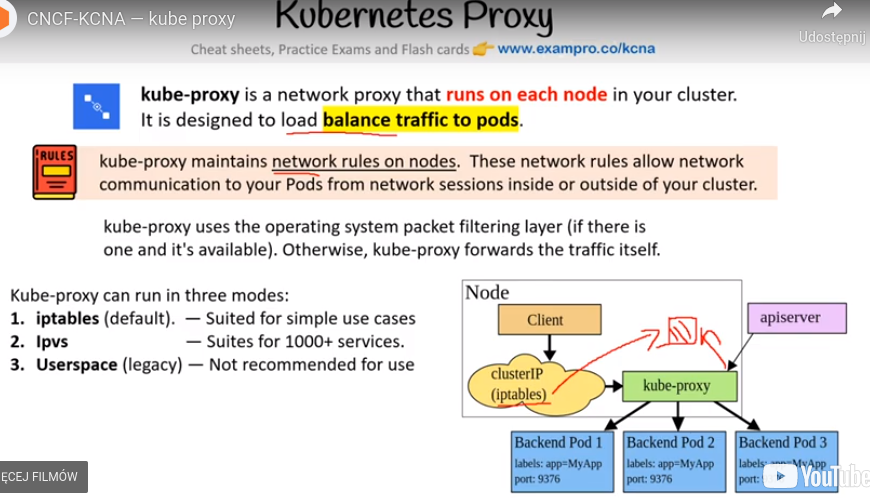 CNCF-KCNA — kube proxy
Kubernetes Proxy
Udostępnij
Cheat sheets, Practice Exams and Flash cards 👉 www.exampro.co/kcna
kube-proxy is a network proxy that runs on each node in your cluster.
It is designed to load balance traffic to pods.
RULES
kube-proxy maintains network rules on nodes. These network rules allow network
communication to your Pods from network sessions inside or outside of your cluster.
kube-proxy uses the operating system packet filtering layer (if there is
one and it's available). Otherwise, kube-proxy forwards the traffic itself.
Kube-proxy can run in three modes:
1. iptables (default). — Suited for simple use cases
2. Ipvs — Suites for 1000+ services.
3. Userspace (legacy) — Not recommended for use
Node
Client
apiserver
clusterIP
(iptables)
kube-proxy
Backend Pod 1
labels: app=MyApp
port: 9376
Backend Pod 2
labels: app=MyApp
port: 9376
Backend Pod 3
labels: app=MyApp
port:
ĘCEJ FILMÓW
YouTube